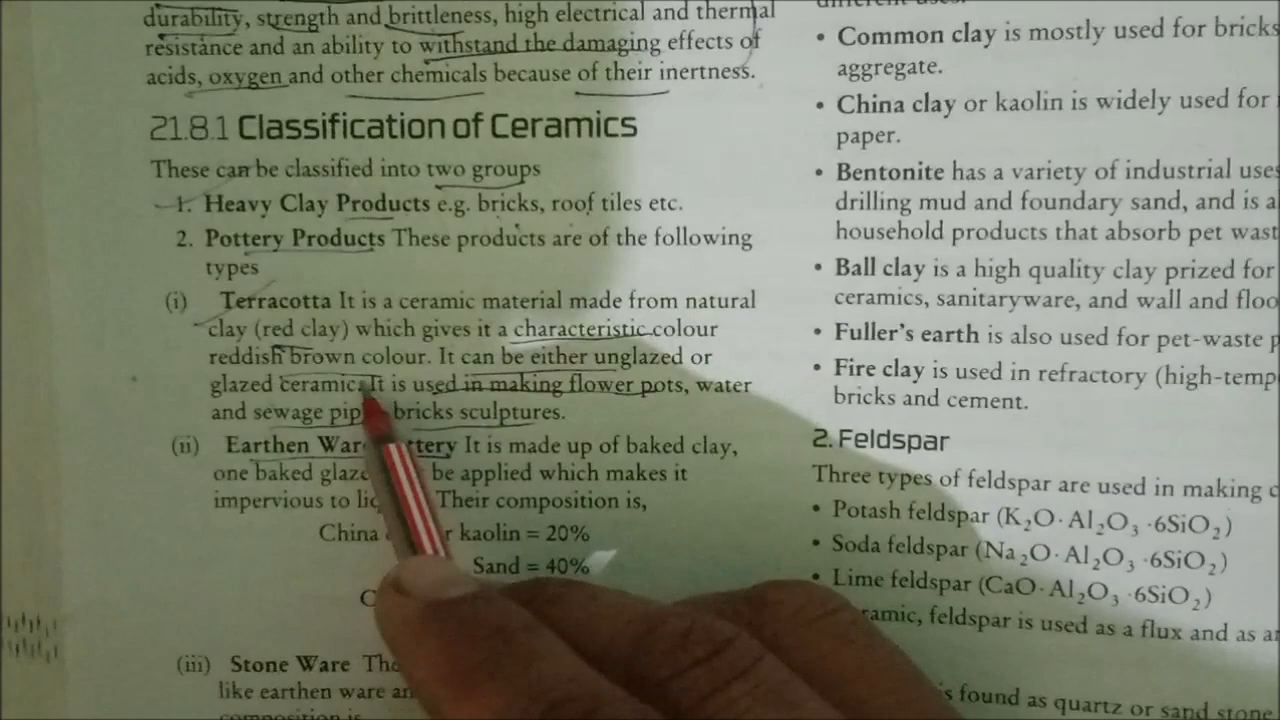 durability, strength and brittleness, high electrical and thermal
resistance and an ability to withstand the damaging effects of
acids, oxygen and other chemicals because of their inertness.
21.8.1 Classification of Ceramics
These can be classified into two groups
1. Heavy Clay Products e.g. bricks, roof tiles etc.
2. Pottery Products These products are of the following
types
(i) Terracotta It is a ceramic material made from natural
clay (red clay) which gives it a characteristic colour
reddish brown colour. It can be either unglazed or
glazed ceramic. It is used in making flower pots, water
and sewage pip bricks sculptures.
(ii) Earthen War ttery It is made up of baked clay,
one baked glaze be applied which makes it
impervious to Their composition is,
China r kaolin = 20%
Sand = 40%
(iii) Stone Ware
like earthen ware
composition is
• Common clay is mostly used for bricks
aggregate.
• China clay or kaolin is widely used for
paper.
• Bentonite has a variety of industrial uses
drilling mud and foundary sand, and is a
household products that absorb pet wast
• Ball clay is a high quality clay prized for
ceramics, sanitaryware, and wall and floo
• Fuller's earth is also used for pet-waste p
• Fire clay is used in refractory (high-temp
bricks and cement.
2. Feldspar
Three types of feldspar are used in making c
• Potash feldspar (K₂O·Al₂O₃·6SiO₂)
• Soda feldspar (Na₂O·Al₂O₃·6SiO₂)
• Lime feldspar (CaO·Al₂O₃·6SiO₂)
ramic, feldspar is used as a flux and as an
is found as quartz or sand stone